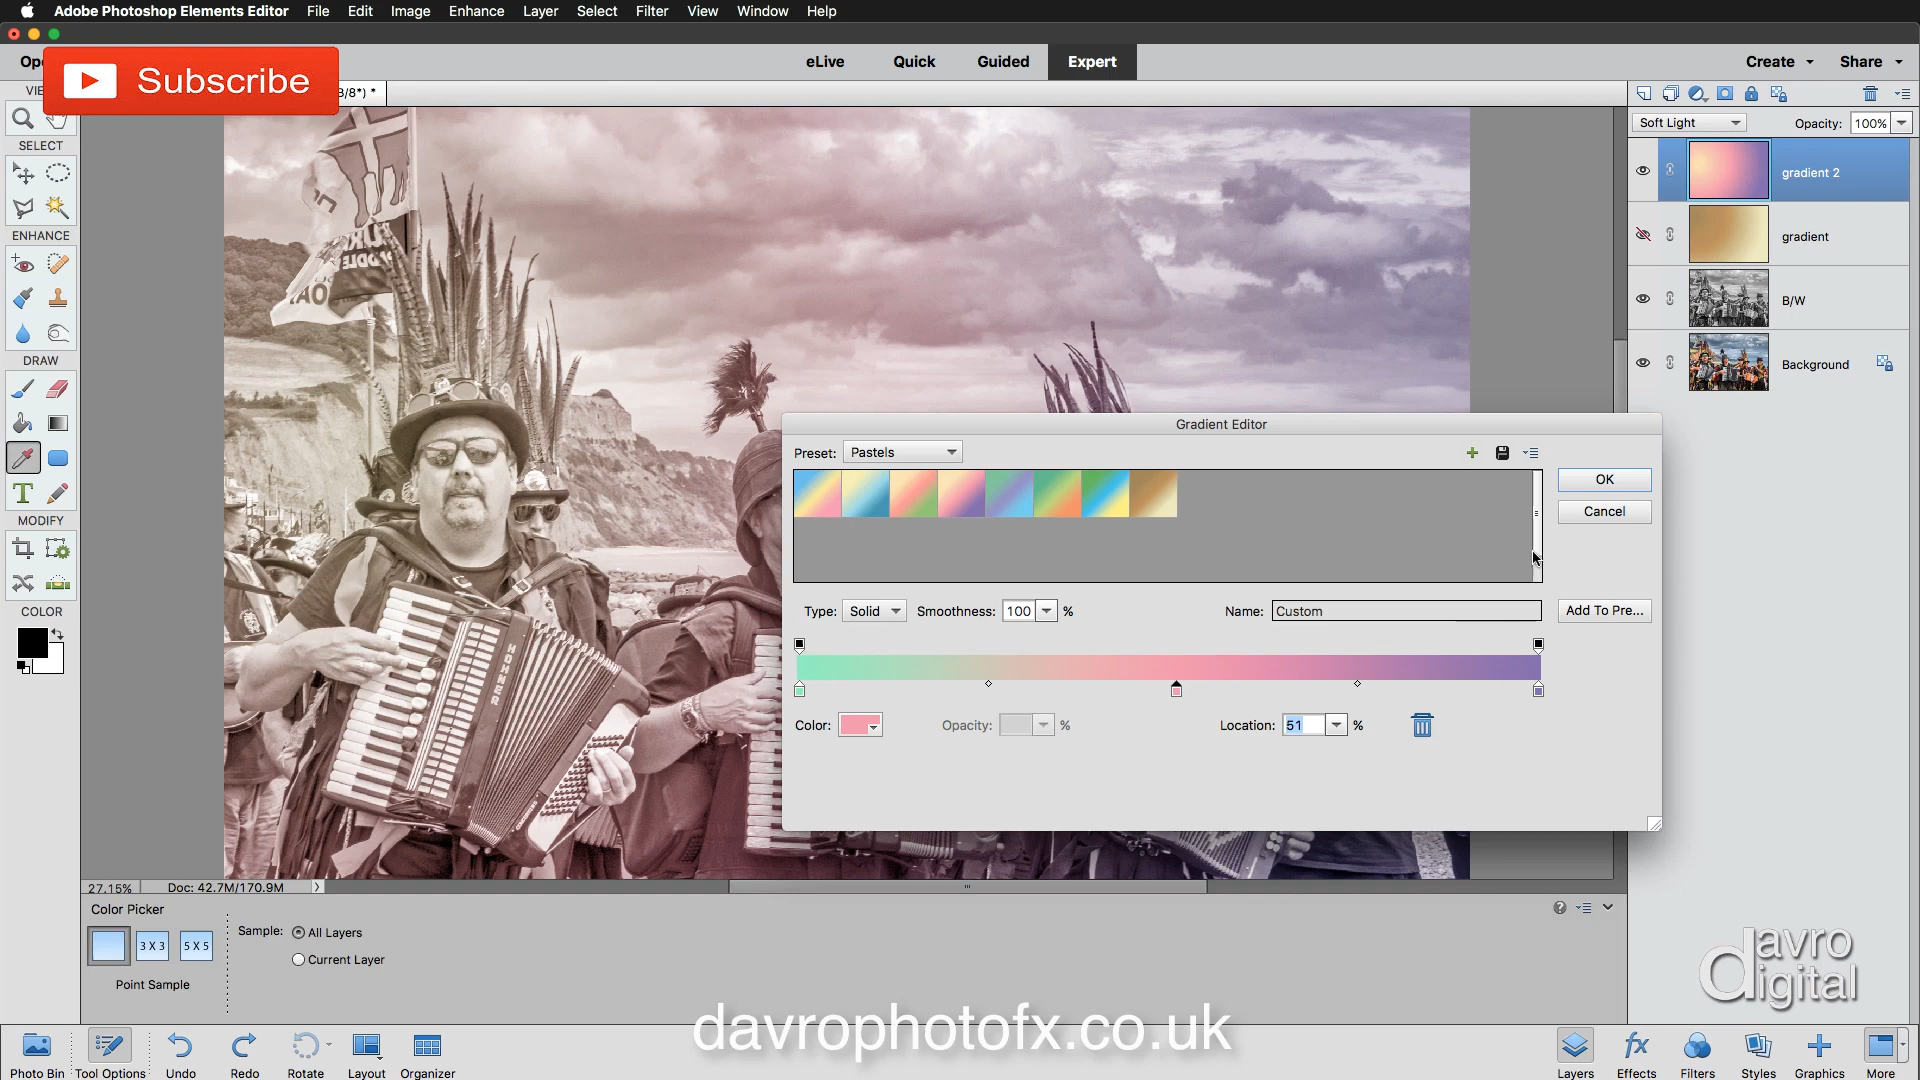 Adobe Photoshop Elements Editor File Edit Image Enhance Layer Select Filter View Window Help
Subscribe
eLive Quick Guided Expert Create Share
B/8*) *
SELECT
ENHANCE
DRAW
MODIFY
COLOR
Soft Light Opacity: 100%
gradient 2
gradient
B/W
Background
Gradient Editor
Preset: Pastels
OK
Cancel
Type: Solid Smoothness: 100 % Name: Custom Add To Pre...
Color: Opacity: % Location: 51 %
HOHNER
27.15% Doc: 42.7M/170.9M
Color Picker
Sample: All Layers
Current Layer
3 X 3 5 X 5
Point Sample
davro
digital
davrophotofx.co.uk
Photo Bin Tool Options Undo Redo Rotate Layout Organizer
Layers Effects Filters Styles Graphics More